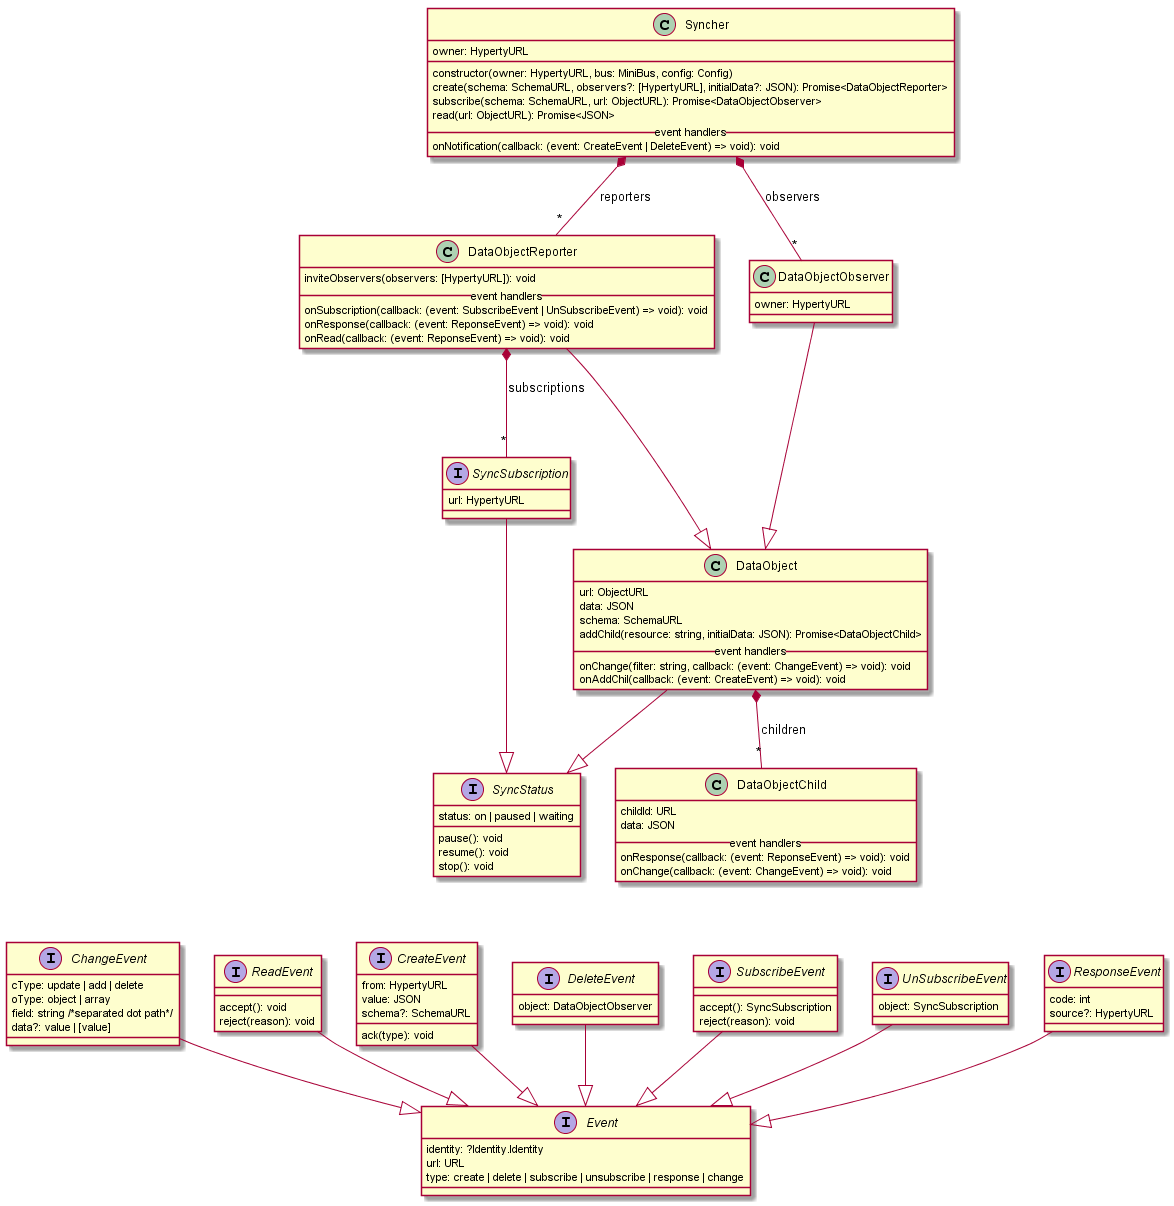 C Syncher
owner: HypertyURL
constructor(owner: HypertyURL, bus: MiniBus, config: Config)
create(schema: SchemaURL, observers?: [HypertyURL], initialData?: JSON): Promise<DataObjectReporter>
subscribe(schema: SchemaURL, url: ObjectURL): Promise<DataObjectObserver>
read(url: ObjectURL): Promise<JSON>
event handlers
onNotification(callback: (event: CreateEvent | DeleteEvent) => void): void
reporters
observers
*
*
C DataObjectReporter
inviteObservers(observers: [HypertyURL]): void
event handlers
onSubscription(callback: (event: SubscribeEvent | UnSubscribeEvent) => void): void
onResponse(callback: (event: ReponseEvent) => void): void
onRead(callback: (event: ReponseEvent) => void): void
C DataObjectObserver
owner: HypertyURL
subscriptions
*
I SyncSubscription
url: HypertyURL
C DataObject
url: ObjectURL
data: JSON
schema: SchemaURL
addChild(resource: string, initialData: JSON): Promise<DataObjectChild>
event handlers
onChange(filter: string, callback: (event: ChangeEvent) => void): void
onAddChil(callback: (event: CreateEvent) => void): void
children
*
I SyncStatus
status: on | paused | waiting
pause(): void
resume(): void
stop(): void
C DataObjectChild
childId: URL
data: JSON
event handlers
onResponse(callback: (event: ReponseEvent) => void): void
onChange(callback: (event: ChangeEvent) => void): void
I ChangeEvent
cType: update | add | delete
oType: object | array
field: string /*separated dot path*/
data?: value | [value]
I ReadEvent
accept(): void
reject(reason): void
I CreateEvent
from: HypertyURL
value: JSON
schema?: SchemaURL
ack(type): void
I DeleteEvent
object: DataObjectObserver
I SubscribeEvent
accept(): SyncSubscription
reject(reason): void
I UnSubscribeEvent
object: SyncSubscription
I ResponseEvent
code: int
source?: HypertyURL
I Event
identity: ?Identity.Identity
url: URL
type: create | delete | subscribe | unsubscribe | response | change